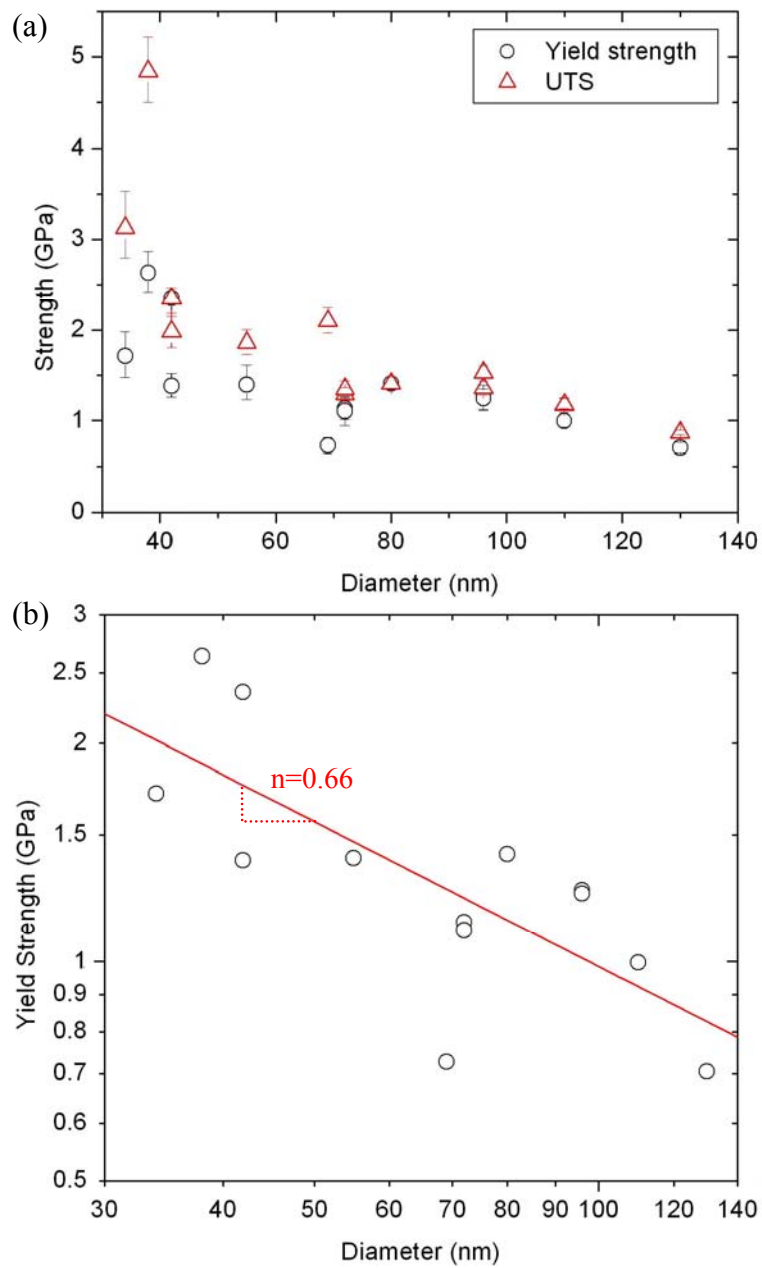 (a)
Yield strength
UTS
5
4
3
2
1
0
Strength (GPa)
40 60 80 100 120 140
Diameter (nm)
(b)
3
2.5
2
1.5
1
0.9
0.8
0.7
0.6
0.5
Yield Strength (GPa)
n=0.66
30 40 50 60 70 80 90 100 120 140
Diameter (nm)